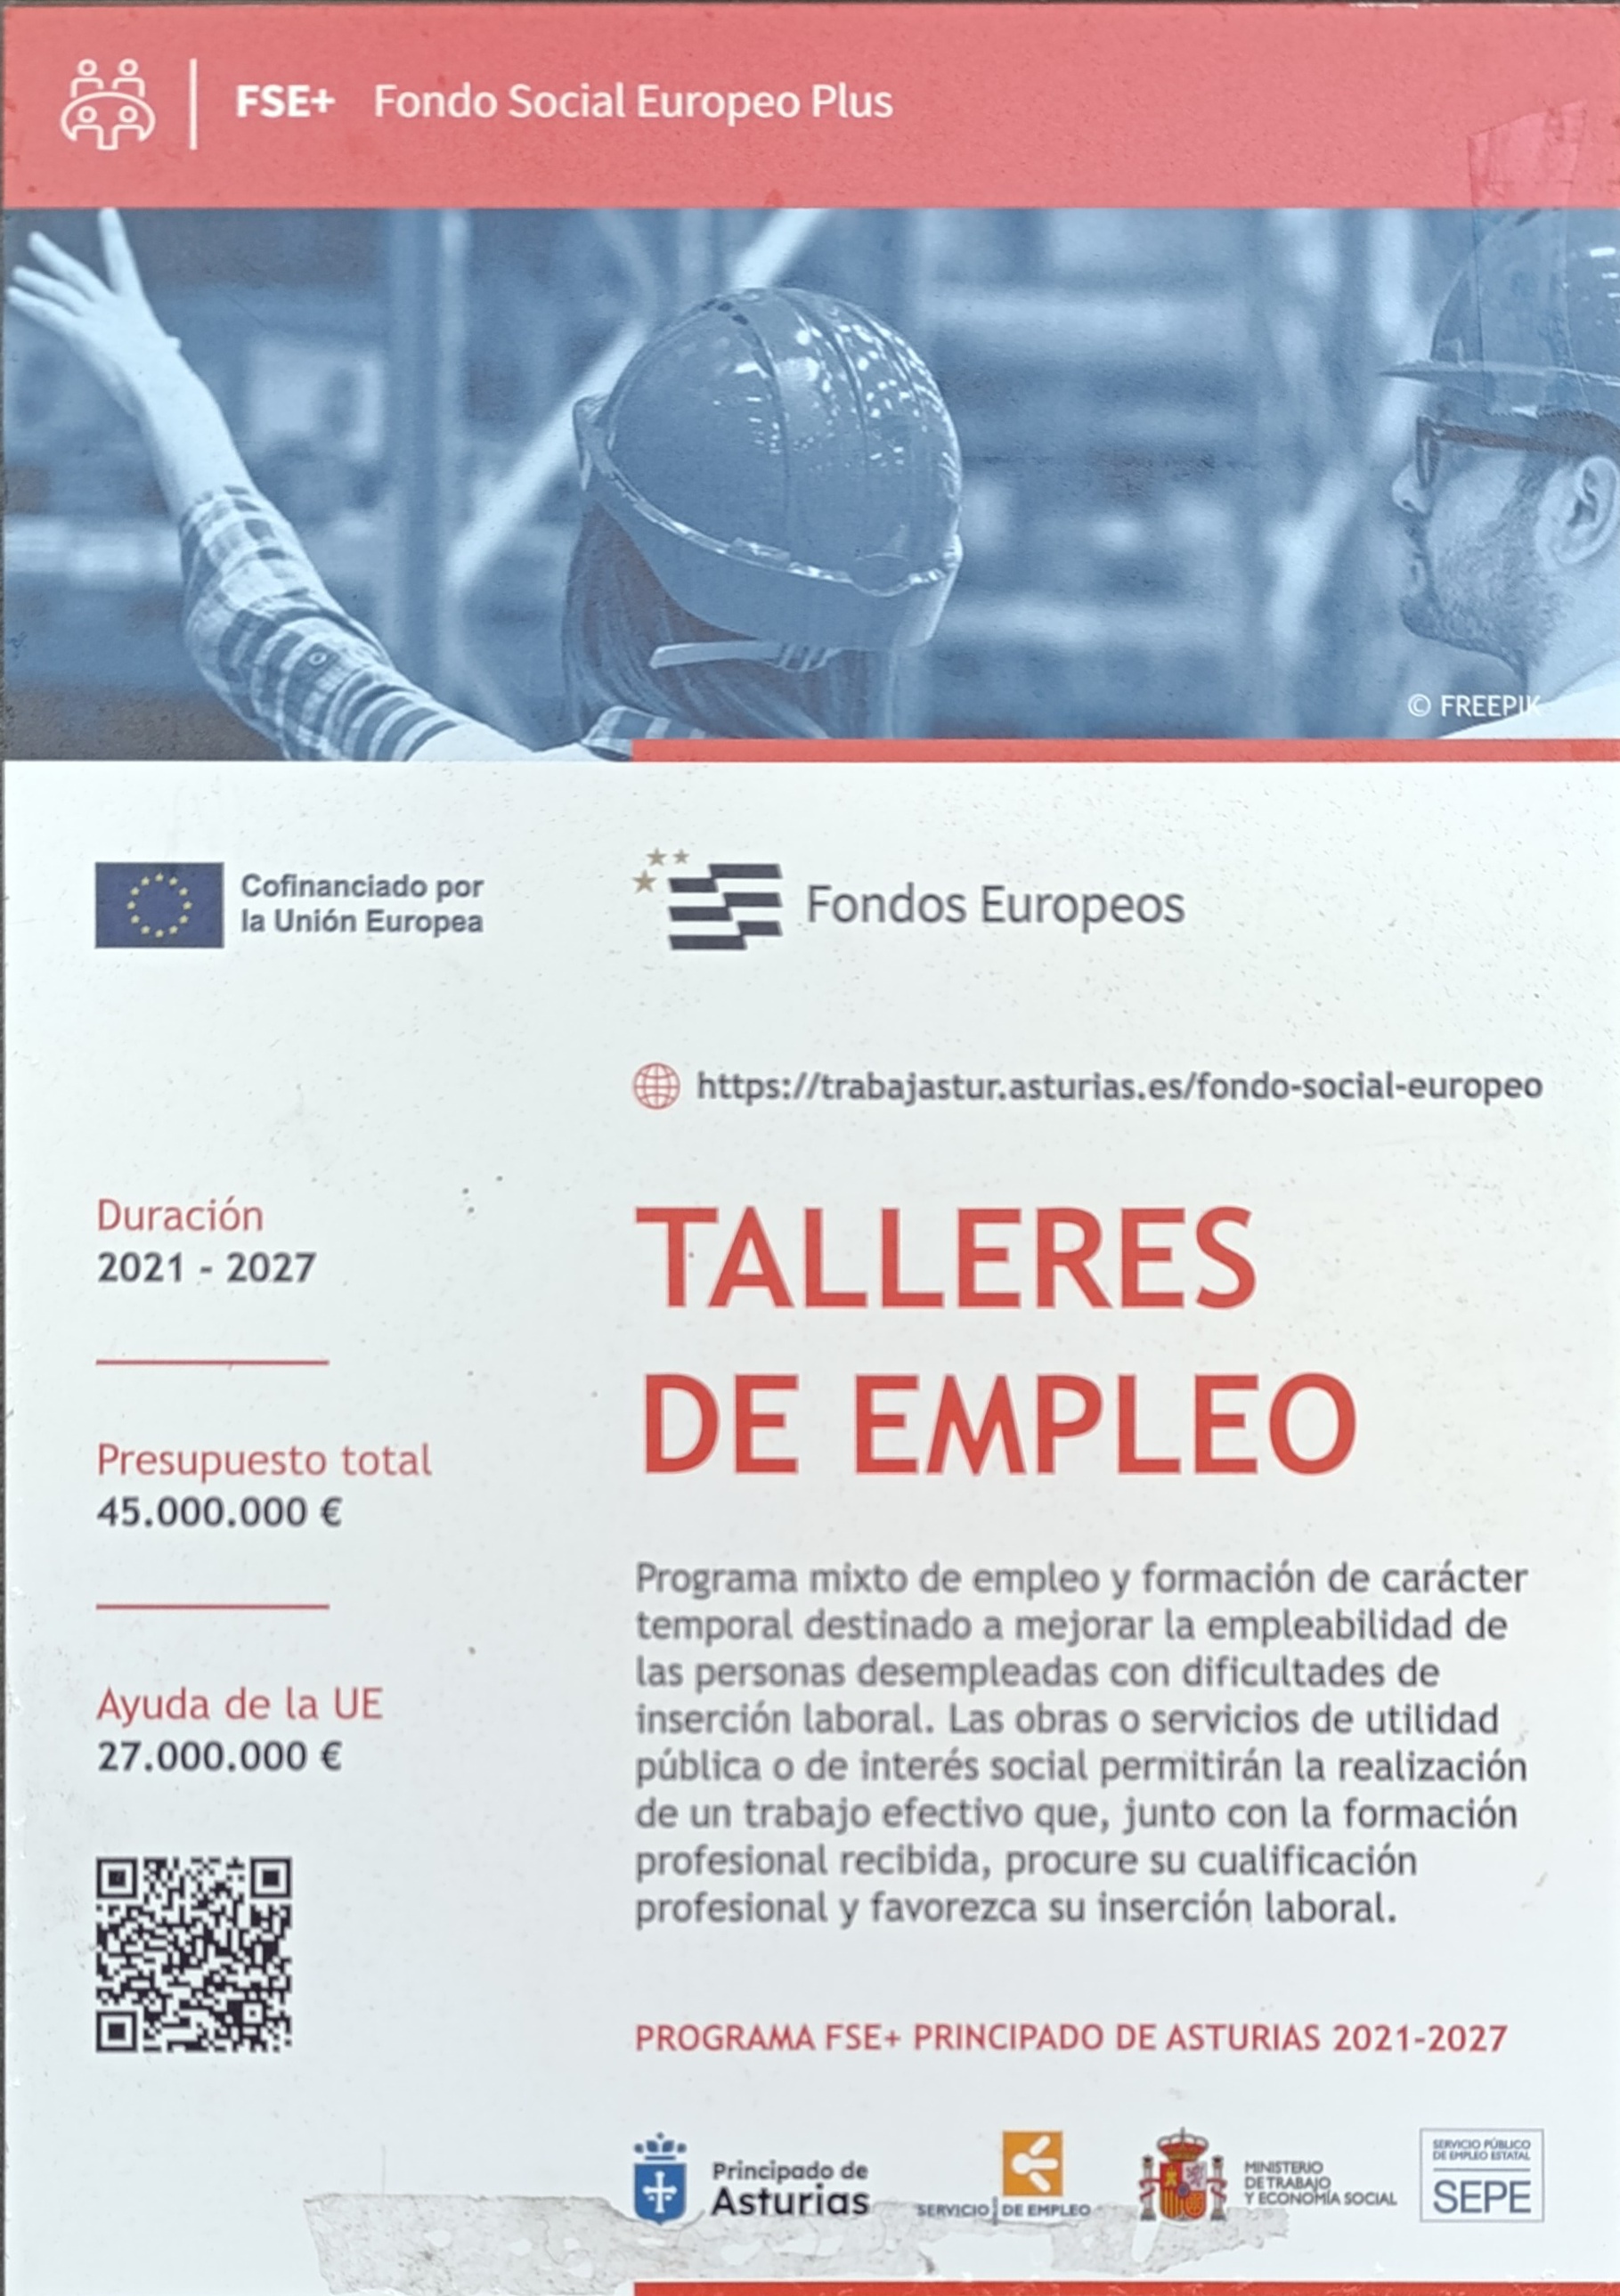 FSE+ Fondo Social Europeo Plus
© FREEPIK
Cofinanciado por
la Unión Europea
Fondos Europeos
https://trabajastur.asturias.es/fondo-social-europeo
Duración
2021 - 2027
Presupuesto total
45.000.000 €
Ayuda de la UE
27.000.000 €
TALLERES
DE EMPLEO
Programa mixto de empleo y formación de carácter
temporal destinado a mejorar la empleabilidad de
las personas desempleadas con dificultades de
inserción laboral. Las obras o servicios de utilidad
pública o de interés social permitirán la realización
de un trabajo efectivo que, junto con la formación
profesional recibida, procure su cualificación
profesional y favorezca su inserción laboral.
PROGRAMA FSE+ PRINCIPADO DE ASTURIAS 2021-2027
Principado de
Asturias
SERVICIO DE EMPLEO
MINISTERIO
DE TRABAJO
Y ECONOMÍA SOCIAL
SERVICIO PÚBLICO
DE EMPLEO ESTATAL
SEPE